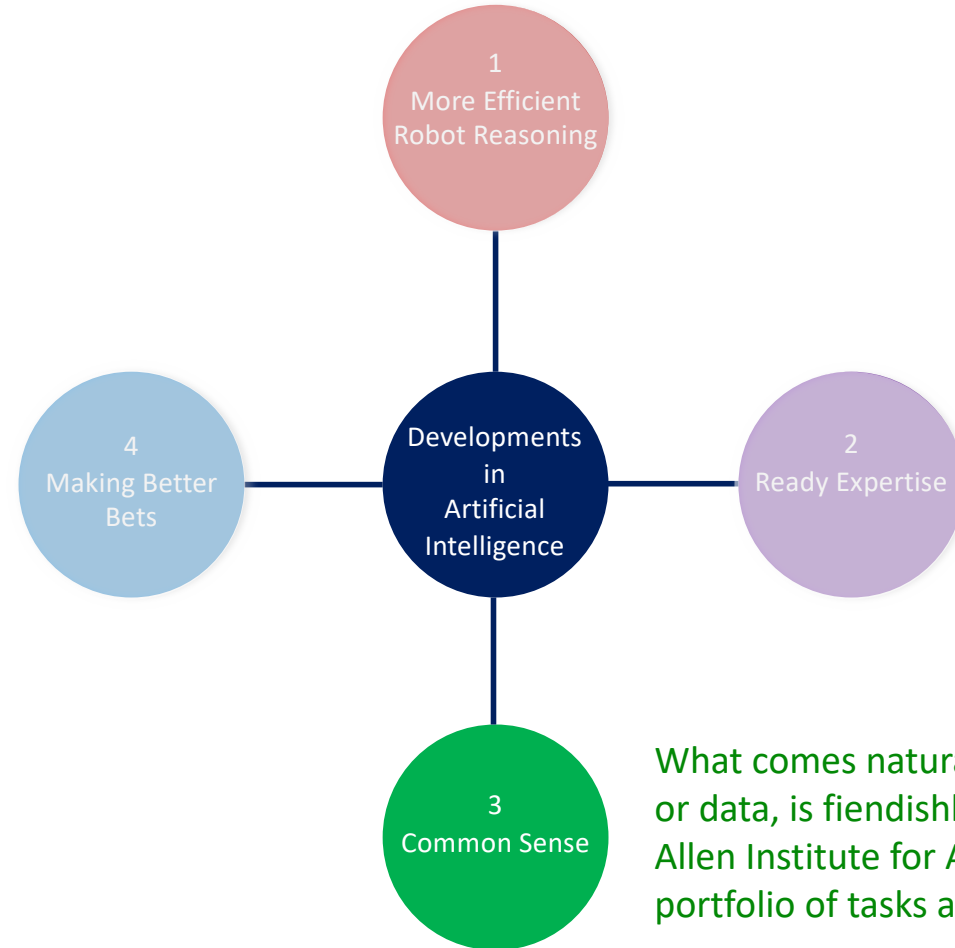 1
More Efficient
Robot Reasoning
4
Making Better
Bets
Developments
in
Artificial
Intelligence
2
Ready Expertise
3
Common Sense
What comes natura
or data, is fiendishl
Allen Institute for A
portfolio of tasks a